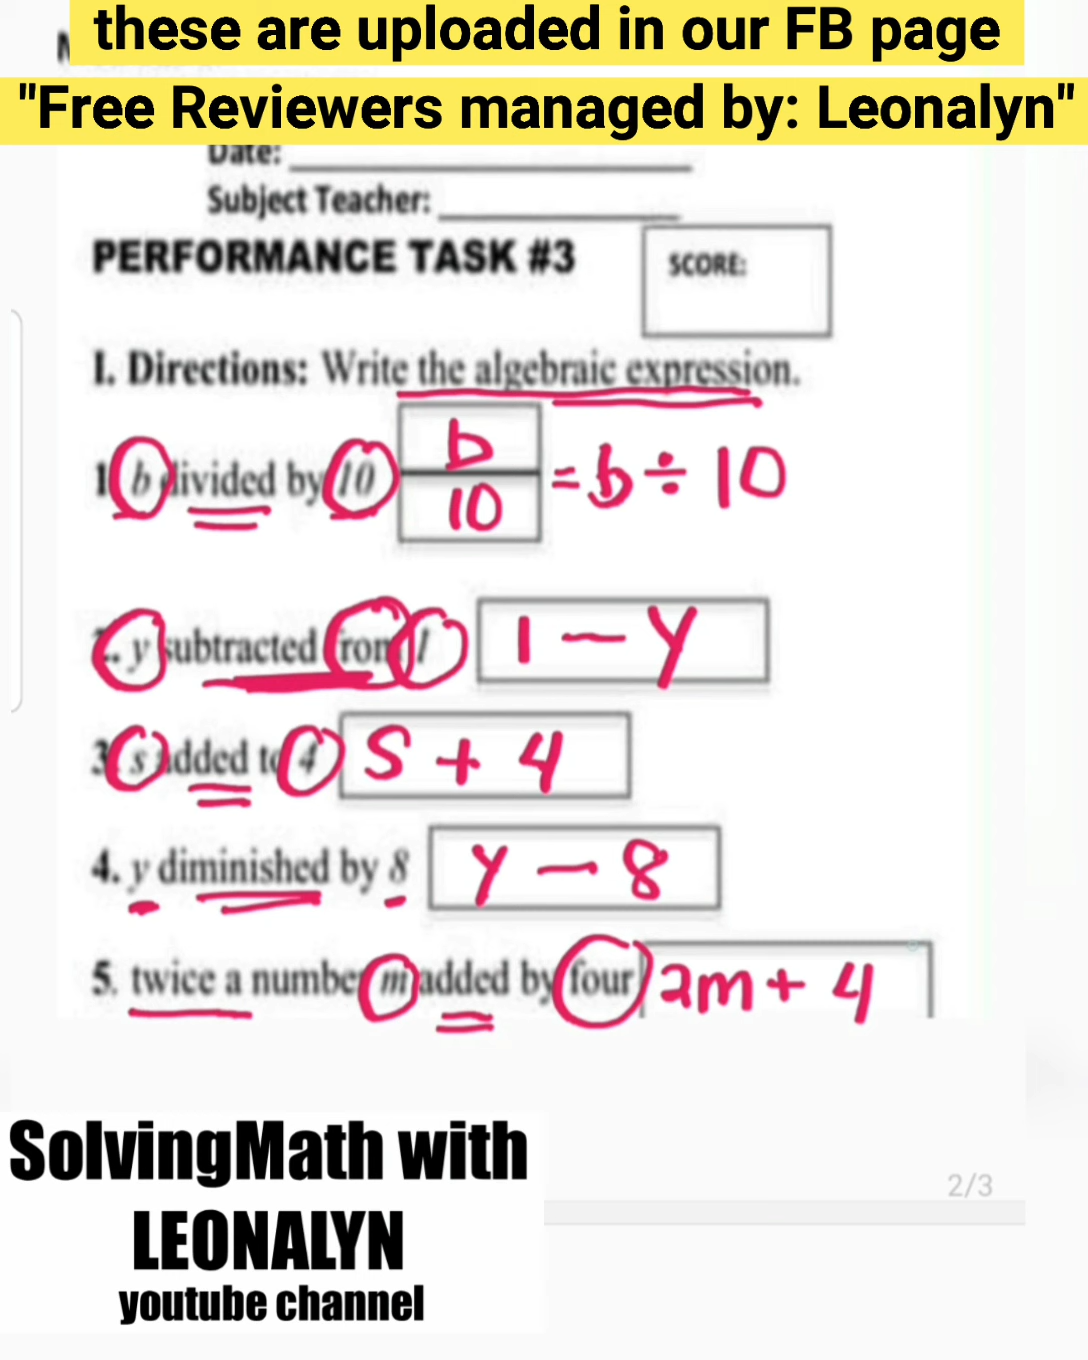 these are uploaded in our FB page
"Free Reviewers managed by: Leonalyn"
Date:
Subject Teacher:
PERFORMANCE TASK #3
SCORE:
I. Directions: Write the algebraic expression.
1. b divided by 10 b/10 = b ÷ 10
2. y subtracted from 1 1 - y
3. s added to 4 S + 4
4. y diminished by 8 y - 8
5. twice a number m added by four 2m + 4
SolvingMath with
LEONALYN
youtube channel
2/3